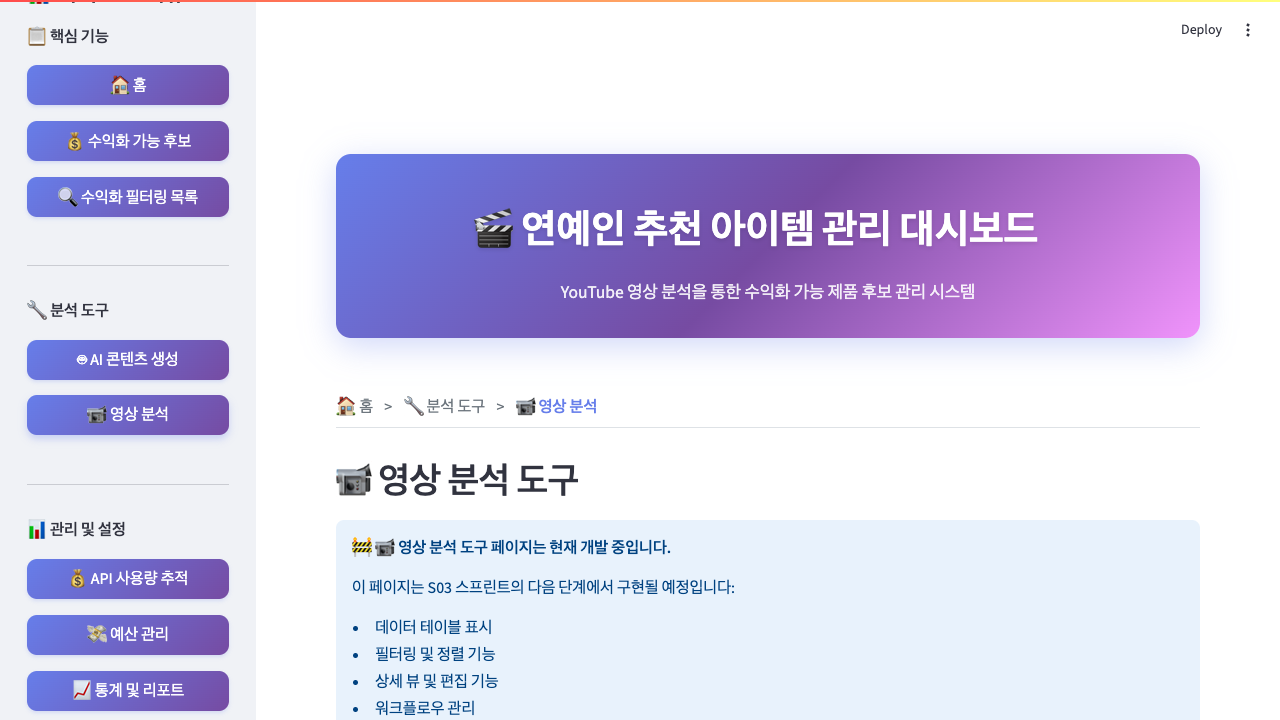 핵심 기능
홈
수익화 가능 후보
수익화 필터링 목록
분석 도구
AI 콘텐츠 생성
영상 분석
관리 및 설정
API 사용량 추적
예산 관리
통계 및 리포트
Deploy
연예인 추천 아이템 관리 대시보드
YouTube 영상 분석을 통한 수익화 가능 제품 후보 관리 시스템
홈 > 분석 도구 > 영상 분석
영상 분석 도구
영상 분석 도구 페이지는 현재 개발 중입니다.
이 페이지는 S03 스프린트의 다음 단계에서 구현될 예정입니다:
• 데이터 테이블 표시
• 필터링 및 정렬 기능
• 상세 뷰 및 편집 기능
• 워크플로우 관리